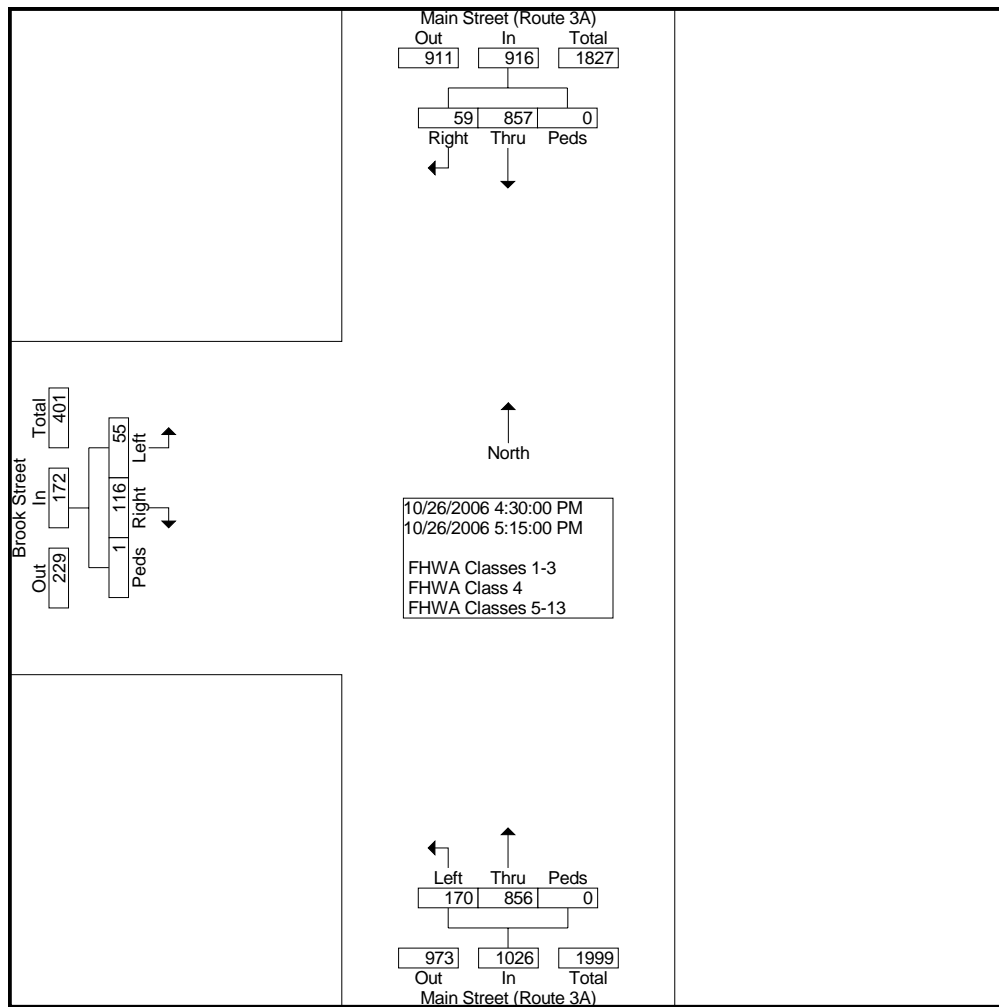 Main Street (Route 3A)
Out In Total
911 916 1827
59 857 0
Right Thru Peds
Brook Street
Total In Out
401 172 229
55 116 1
Left Right Peds
North
10/26/2006 4:30:00 PM
10/26/2006 5:15:00 PM
FHWA Classes 1-3
FHWA Class 4
FHWA Classes 5-13
Left Thru Peds
170 856 0
973 1026 1999
Out In Total
Main Street (Route 3A)